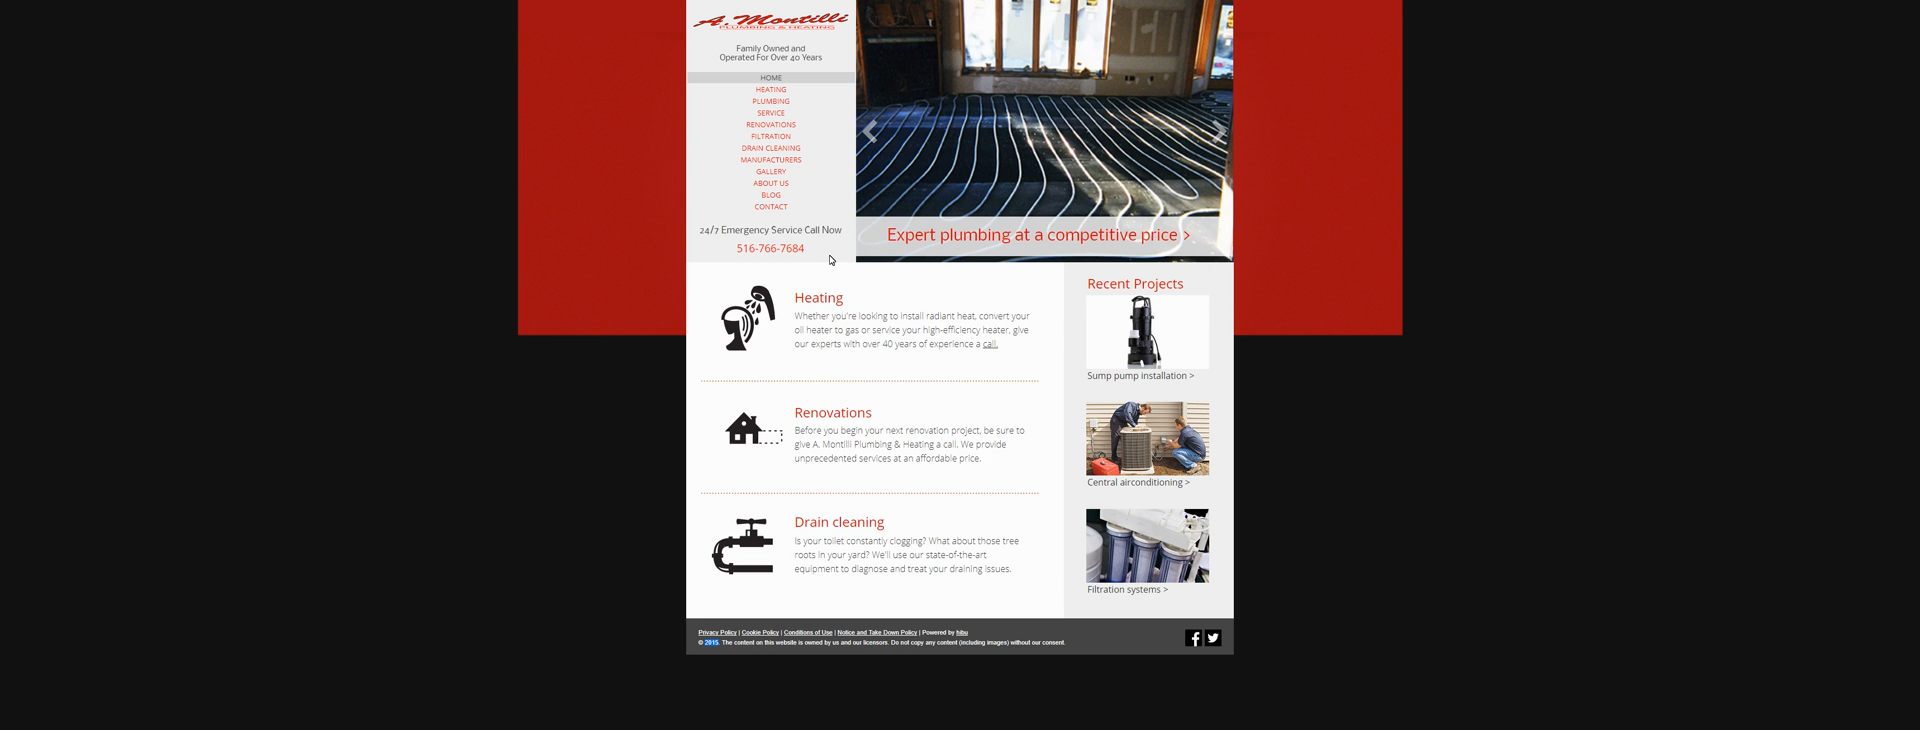 A. Montilli
PLUMBING & HEATING
Family Owned and
Operated For Over 40 Years
HOME
HEATING
PLUMBING
SERVICE
RENOVATIONS
FILTRATION
DRAIN CLEANING
MANUFACTURERS
GALLERY
ABOUT US
BLOG
CONTACT
24/7 Emergency Service Call Now
516-766-7684
Expert plumbing at a competitive price >
Heating
Whether you're looking to install radiant heat, convert your
oil heater to gas or service your high-efficiency heater, give
our experts with over 40 years of experience a call.
Renovations
Before you begin your next renovation project, be sure to
give A. Montilli Plumbing & Heating a call. We provide
unprecedented services at an affordable price.
Drain cleaning
Is your toilet constantly clogging? What about those tree
roots in your yard? We'll use our state-of-the-art
equipment to diagnose and treat your draining issues.
Recent Projects
Sump pump installation >
Central airconditioning >
Filtration systems >
Privacy Policy | Cookie Policy | Conditions of Use | Notice and Take Down Policy | Powered by hibu
© 2015. The content on this website is owned by us and our licensors. Do not copy any content (including images) without our consent.